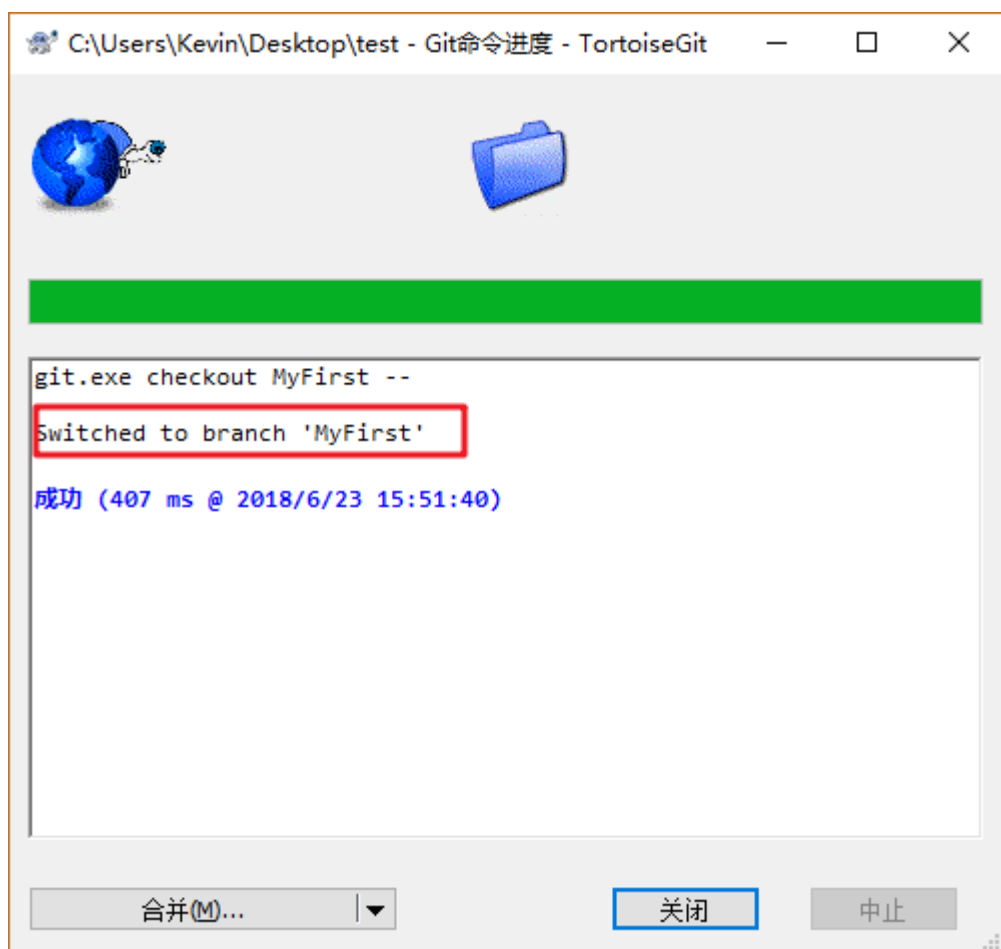 C:\Users\Kevin\Desktop\test - Git命令进度 - TortoiseGit
git.exe checkout MyFirst --
Switched to branch 'MyFirst'
成功 (407 ms @ 2018/6/23 15:51:40)
合并(M)...
关闭
中止